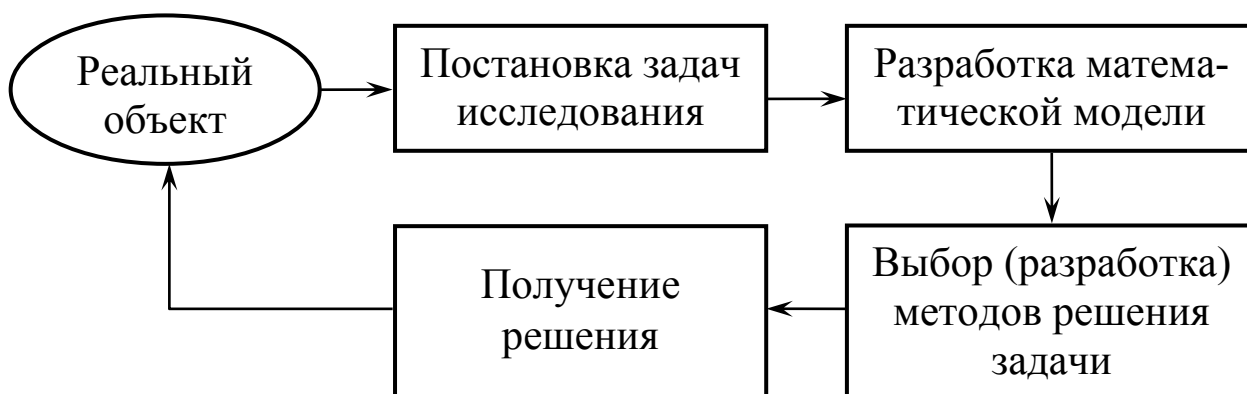 Реальный
объект
Постановка задач
исследования
Разработка матема-
тической модели
Выбор (разработка)
методов решения
задачи
Получение
решения